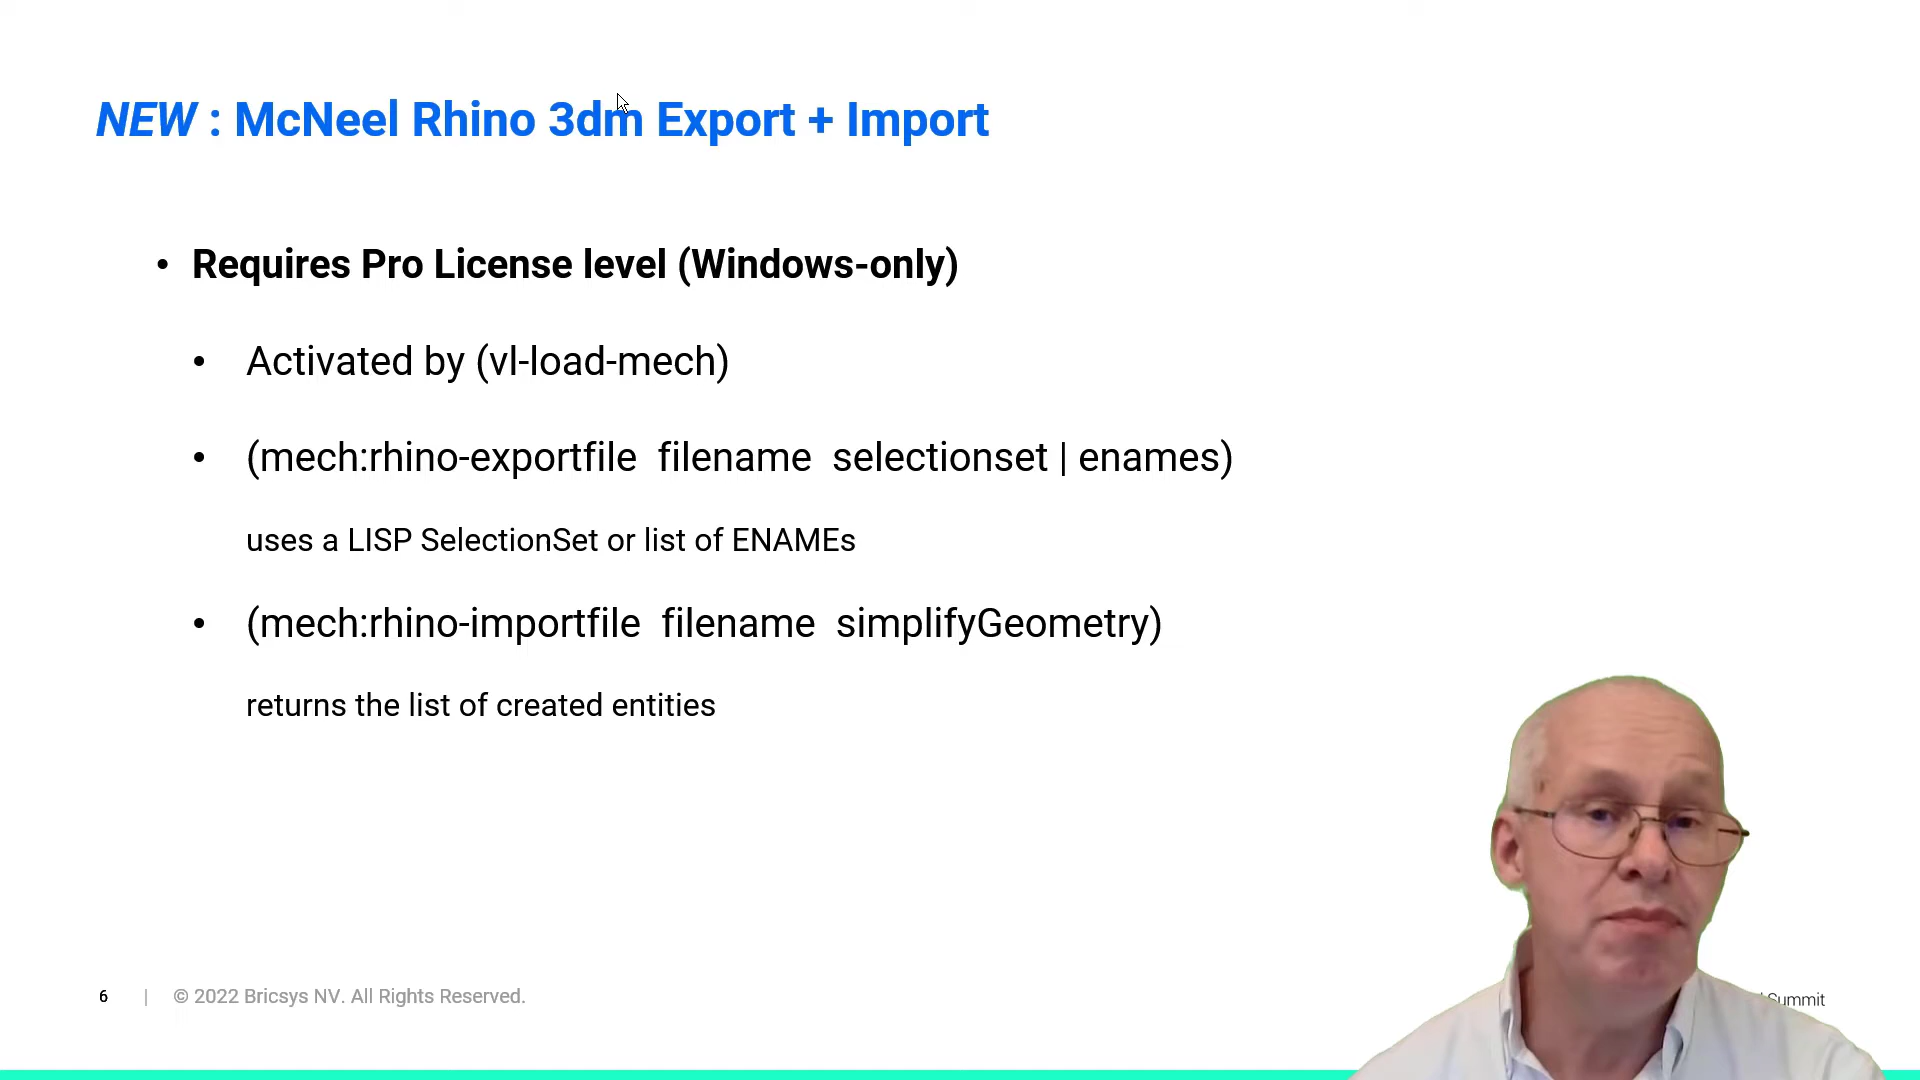 NEW : McNeel Rhino 3dm Export + Import
• Requires Pro License level (Windows-only)
• Activated by (vl-load-mech)
• (mech:rhino-exportfile filename selectionset | enames)
uses a LISP SelectionSet or list of ENAMEs
• (mech:rhino-importfile filename simplifyGeometry)
returns the list of created entities
6 | © 2022 Bricsys NV. All Rights Reserved.
Summit